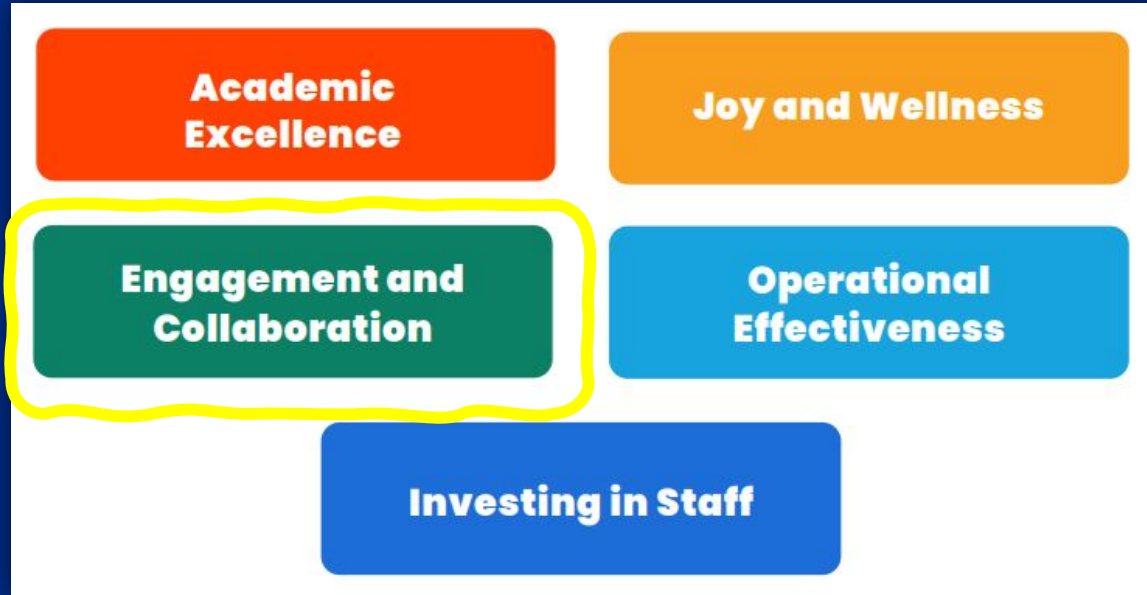 Academic
Excellence
Joy and Wellness
Engagement and
Collaboration
Operational
Effectiveness
Investing in Staff